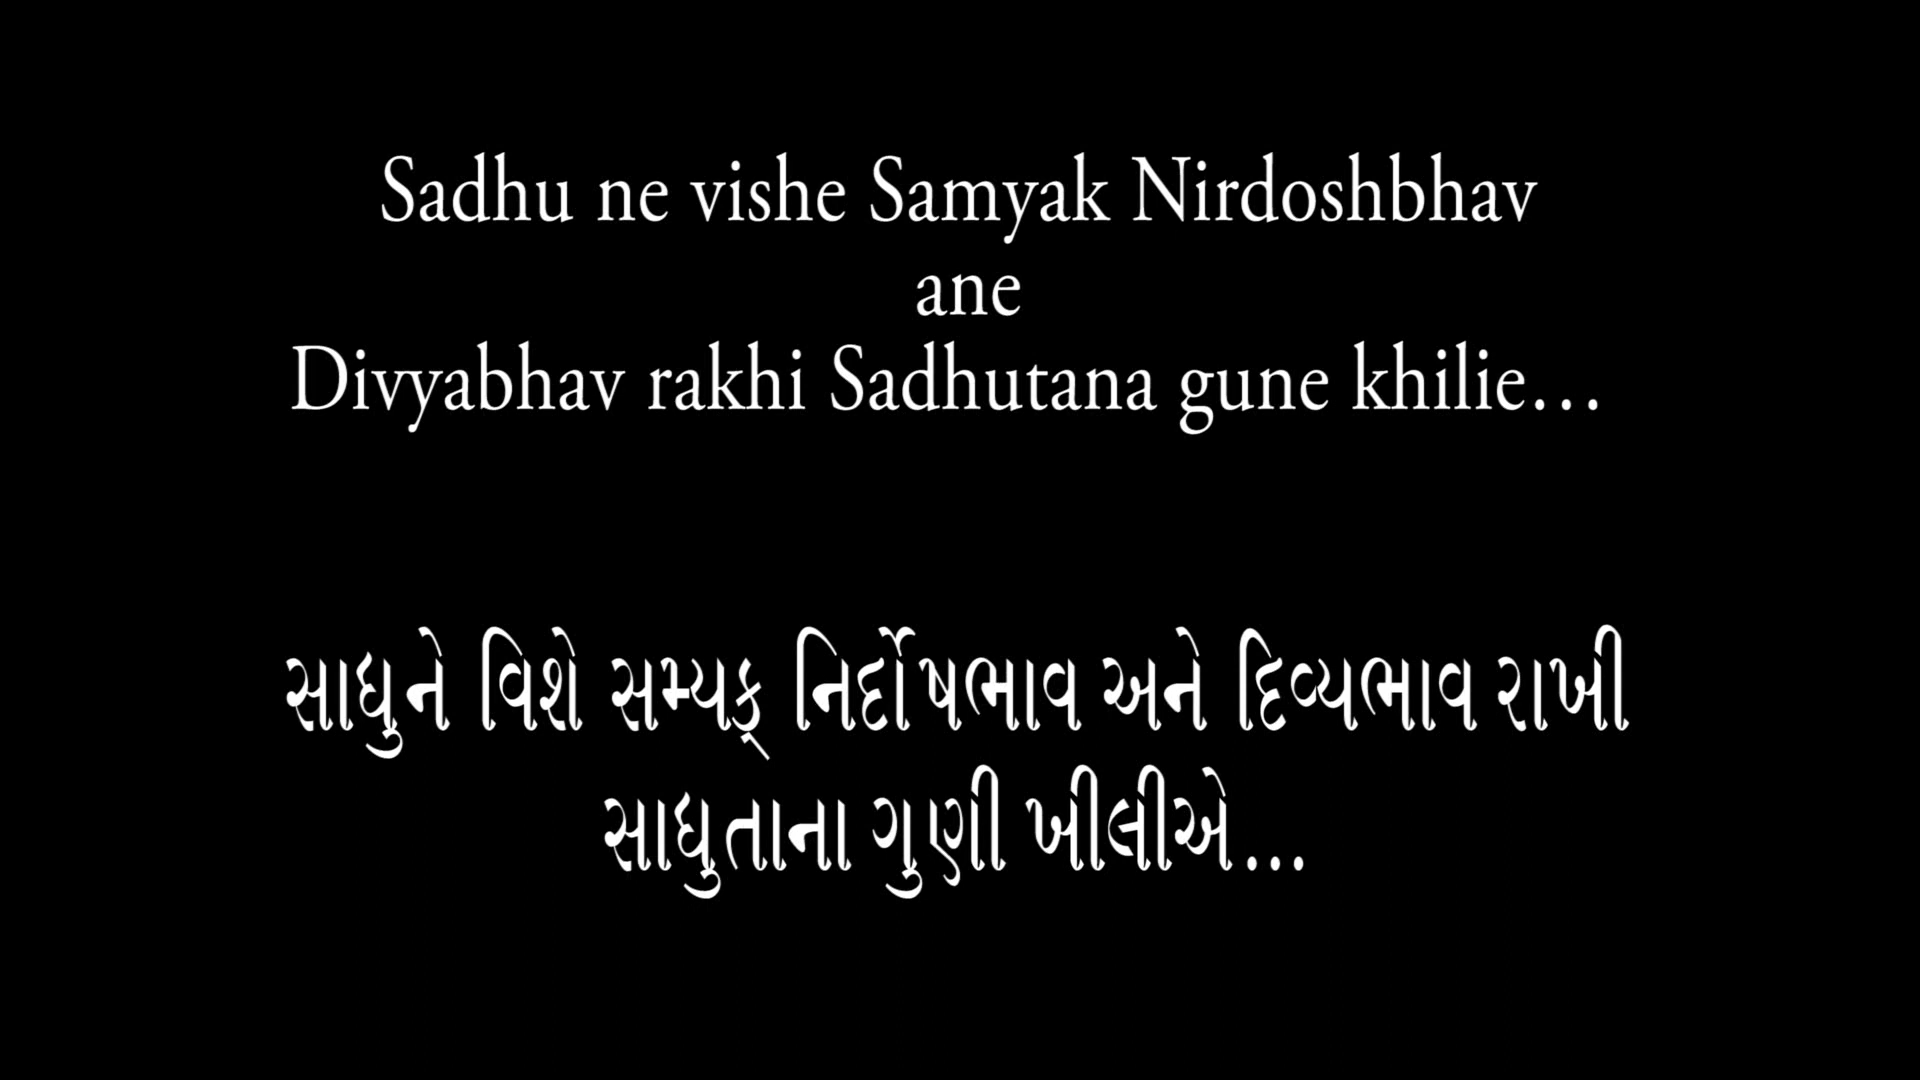 Sadhu ne vishe Samyak Nirdoshbhav
ane
Divyabhav rakhi Sadhutana gune khilie...
સાધુને વિશે સમ્યક્ નિર્દોષભાવ અને દિવ્યભાવ રાખી
સાધુતાના ગુણી ખીલીએ...